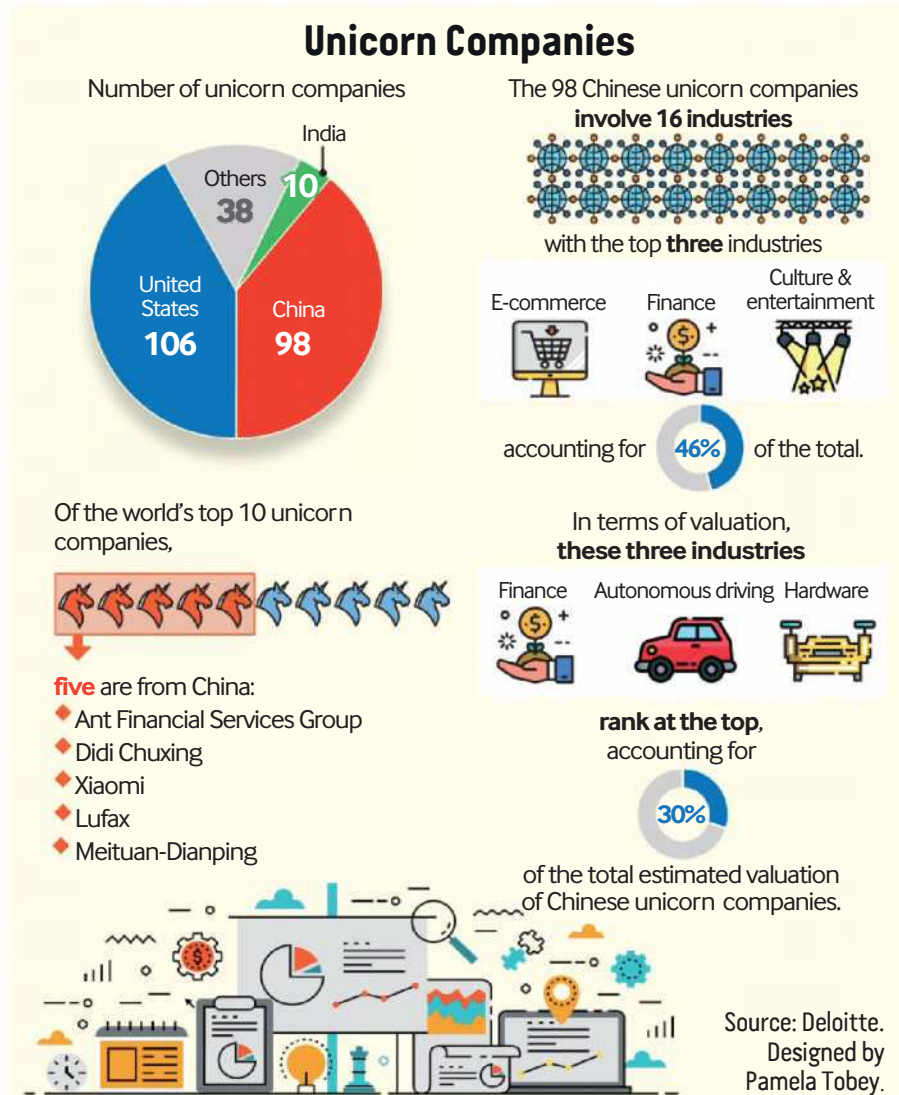 Unicorn Companies
Number of unicorn companies
India
10
Others
38
United
States
106
China
98
Of the world's top 10 unicorn
companies,
five are from China:
Ant Financial Services Group
Didi Chuxing
Xiaomi
Lufax
Meituan-Dianping
The 98 Chinese unicorn companies
involve 16 industries
with the top three industries
E-commerce
Finance
Culture &
entertainment
accounting for 46% of the total.
In terms of valuation,
these three industries
Finance
Autonomous driving
Hardware
rank at the top,
accounting for
30%
of the total estimated valuation
of Chinese unicorn companies.
Source: Deloitte.
Designed by
Pamela Tobey.